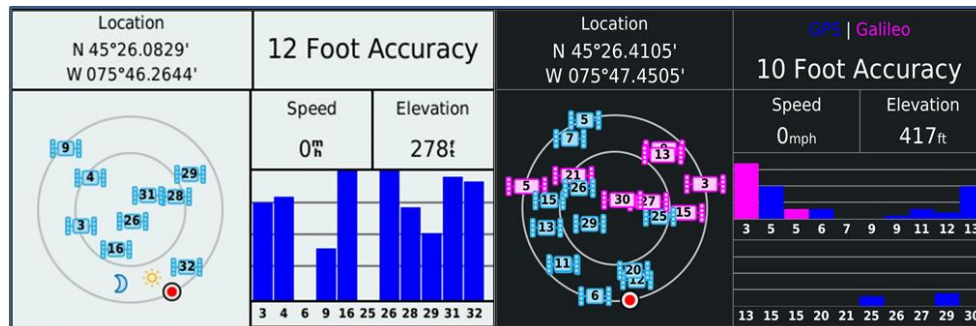 Location
N 45°26.0829'
W 075°46.2644'
12 Foot Accuracy
Speed
0mh
Elevation
278ft
9
4
29
31
28
3
26
16
32
3 4 6 9 16 25 26 28 29 31 32
Location
N 45°26.4105'
W 075°47.4505'
GPS | Galileo
10 Foot Accuracy
Speed
0mph
Elevation
417ft
5
7
13
21
5
26
3
15
30
27
15
25
13
29
11
20
12
6
3 5 5 6 7 9 9 11 12 13
13 15 15 20 21 25 26 27 29 30